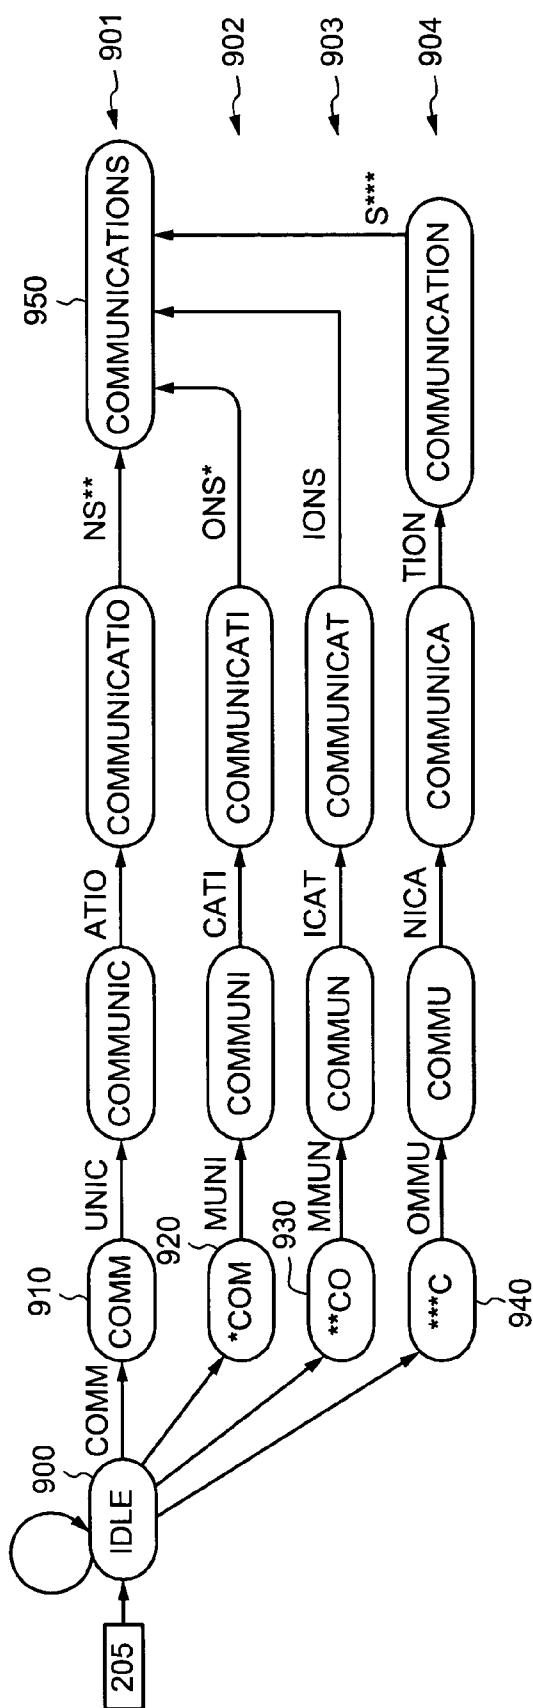 205
IDLE
900
COMM
COMM
910
UNIC
COMMUNIC
ATIO
COMMUNICATIO
NS**
COMMUNICATIONS
950
901
*COM
920
MUNI
COMMUNI
CATI
COMMUNICATI
ONS*
902
**CO
930
MMUN
COMMUN
ICAT
COMMUNICAT
IONS
903
***C
940
OMMU
COMMU
NICA
COMMUNICA
TION
COMMUNICATION
S***
904